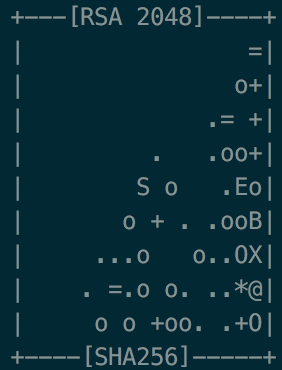 +---[RSA 2048]----+
|                =|
|               o+|
|             .= +|
|         .   .oo+|
|        S o   .Eo|
|       o + . .ooB|
|     ...o   o..OX|
|    . =.o o. ..*@|
|     o o +oo. .+O|
+----[SHA256]-----+